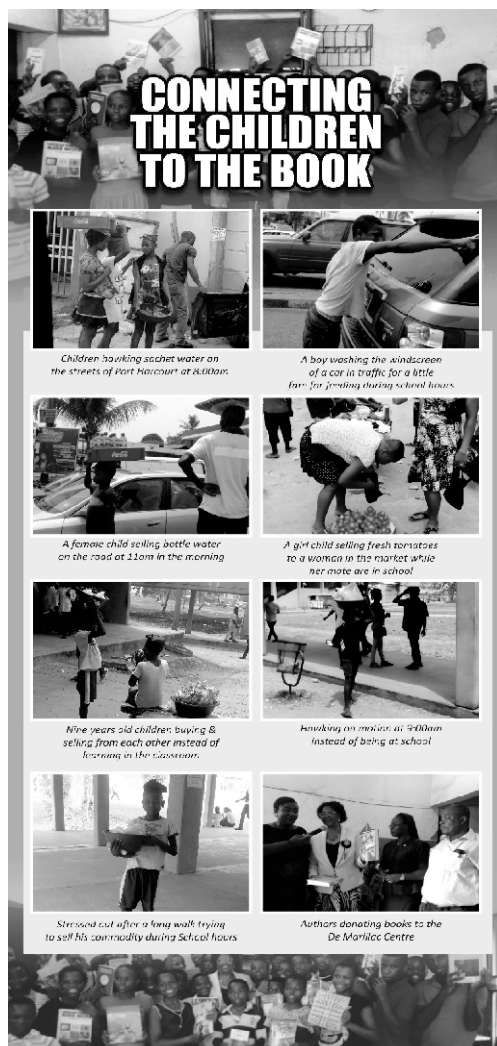 CONNECTING
THE CHILDREN
TO THE BOOK
Children hawking sachet water on
the streets of Port Harcourt at 8:00am
A boy washing the windscreen
of a car in traffic for a little
fare for feeding during school hours
A female child selling bottle water
on the road at 11am in the morning
A girl child selling fresh tomatoes
to a woman in the market while
her mate are in school
Nine years old children buying &
selling from each other instead of
learning in the classroom
Hawking on motion at 9:00am
instead of being at school
Stressed out after a long walk trying
to sell his commodity during School hours
Authors donating books to the
De Marillac Centre